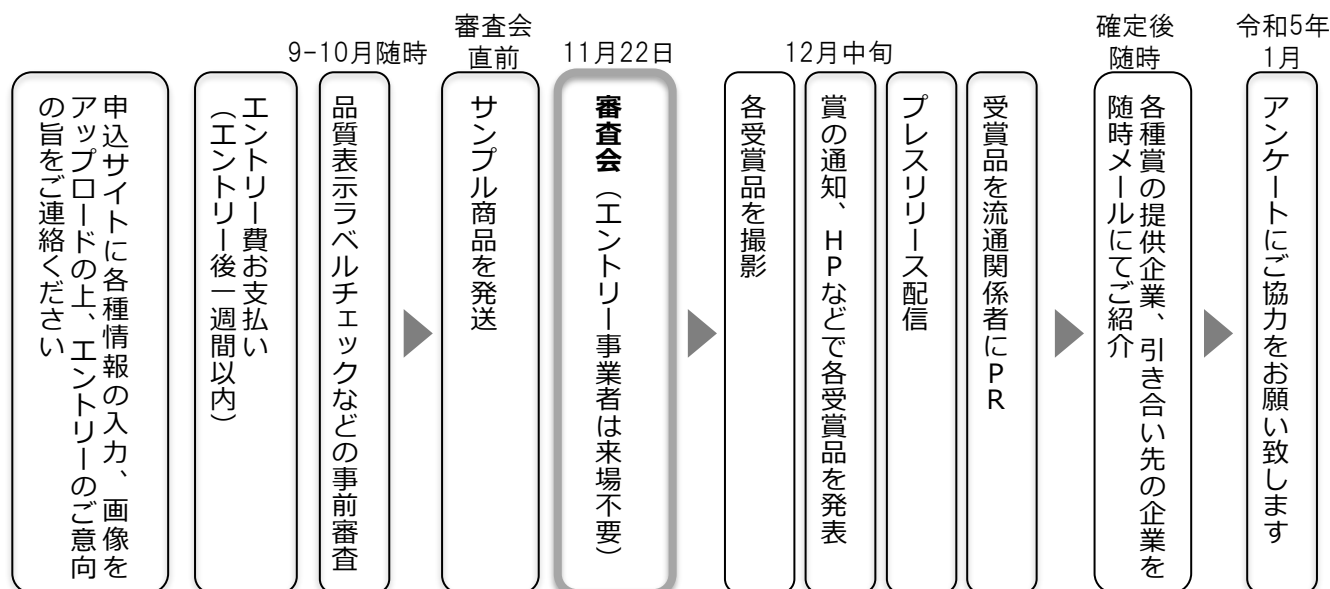 申込サイトに各種情報の入力、画像を
アップロードの上、エントリーのご意向
の旨をご連絡ください
エントリー費お支払い
（エントリー後一週間以内）
9-10月随時
品質表示ラベルチェックなどの事前審査
審査会
直前
サンプル商品を発送
11月22日
審査会（エントリー事業者は来場不要）
12月中旬
各受賞品を撮影
賞の通知、HPなどで各受賞品を発表
プレスリリース配信
受賞品を流通関係者にPR
確定後
随時
各種賞の提供企業、引き合い先の企業を
随時メールにてご紹介
令和5年
1月
アンケートにご協力をお願い致します